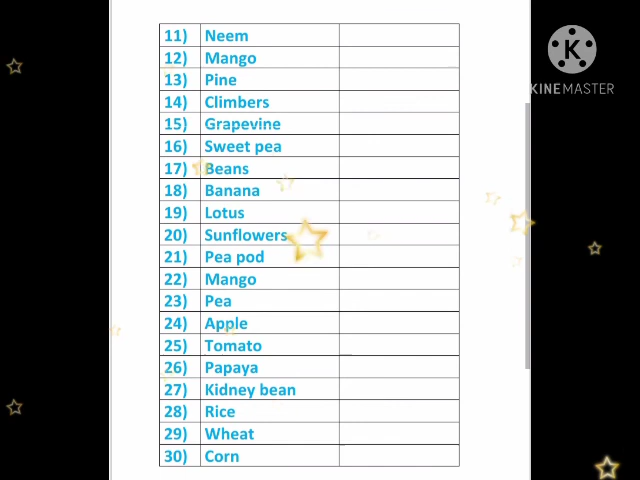 11) Neem
12) Mango
13) Pine
14) Climbers
15) Grapevine
16) Sweet pea
17) Beans
18) Banana
19) Lotus
20) Sunflowers
21) Pea pod
22) Mango
23) Pea
24) Apple
25) Tomato
26) Papaya
27) Kidney bean
28) Rice
29) Wheat
30) Corn
K
KINEMASTER